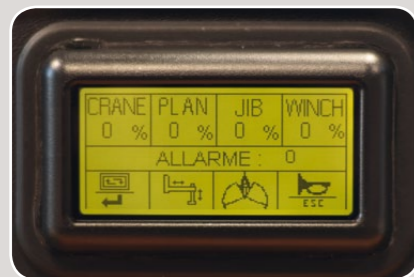 CRANE PLAN JIB WINCH
0 % 0 % 0 % 0 %
ALLARME : 0
ESC